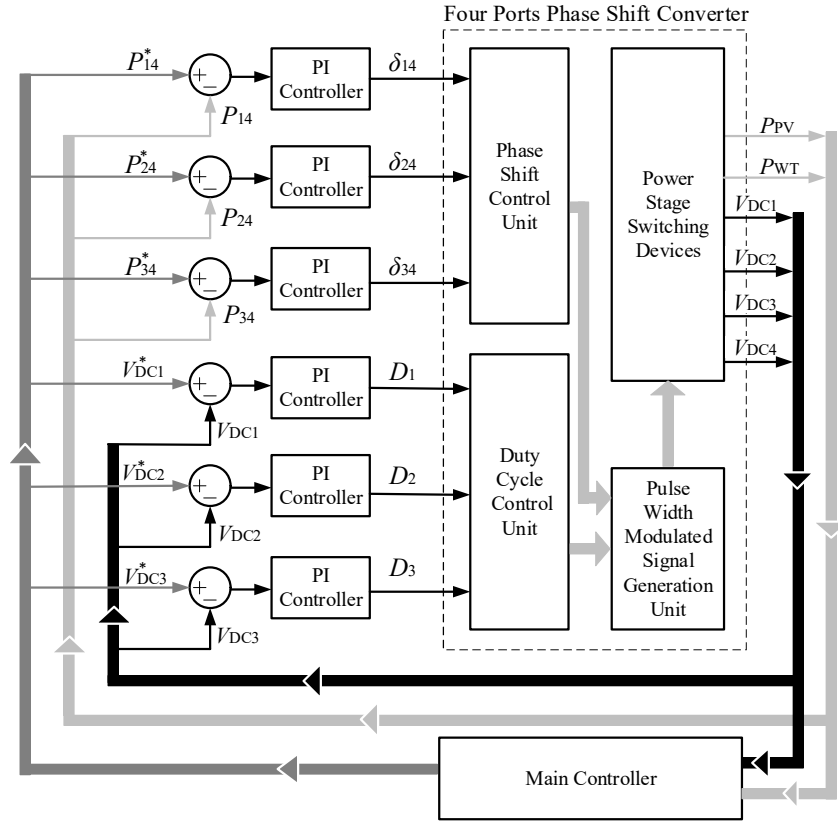 Four Ports Phase Shift Converter
P*14
+
−
P14
PI
Controller
δ14
P*24
+
−
P24
PI
Controller
δ24
P*34
+
−
P34
PI
Controller
δ34
V*DC1
+
−
VDC1
PI
Controller
D1
V*DC2
+
−
VDC2
PI
Controller
D2
V*DC3
+
−
VDC3
PI
Controller
D3
Phase
Shift
Control
Unit
Duty
Cycle
Control
Unit
Power
Stage
Switching
Devices
Pulse
Width
Modulated
Signal
Generation
Unit
PPV
PWT
VDC1
VDC2
VDC3
VDC4
Main Controller